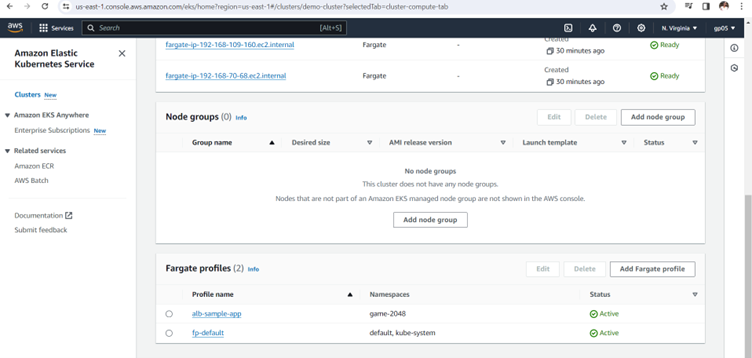 us-east-1.console.aws.amazon.com/eks/home?region=us-east-1#/clusters/demo-cluster?selectedTab=cluster-compute-tab
aws Services Search [Alt+S] N. Virginia gp05
Amazon Elastic
Kubernetes Service
Clusters New
Amazon EKS Anywhere
Enterprise Subscriptions New
Related services
Amazon ECR
AWS Batch
Documentation
Submit feedback
Created
fargate-ip-192-168-109-160.ec2.internal Fargate - 30 minutes ago Ready
Created
fargate-ip-192-168-70-68.ec2.internal Fargate - 30 minutes ago Ready
Node groups (0) Info Edit Delete Add node group
Group name Desired size AMI release version Launch template Status
No node groups
This cluster does not have any node groups.
Nodes that are not part of an Amazon EKS managed node group are not shown in the AWS console.
Add node group
Fargate profiles (2) Info Edit Delete Add Fargate profile
Profile name Namespaces Status
alb-sample-app game-2048 Active
fp-default default, kube-system Active